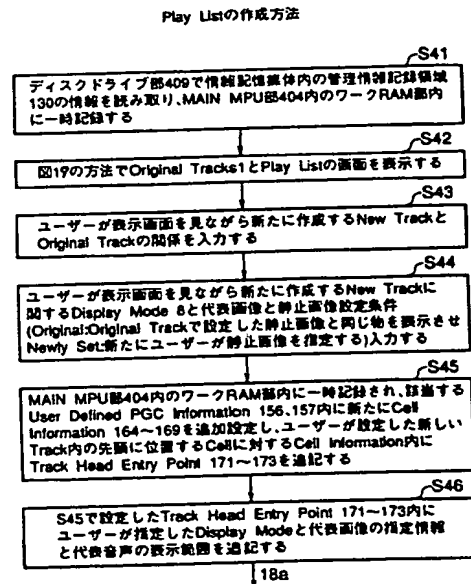 Play Listの作成方法
S41
ディスクドライブ部409で情報記憶媒体内の管理情報記録領域
130の情報を読み取り、MAIN MPU部404内のワークRAM部内
に一時記録する
S42
図19の方法でOriginal Tracks1とPlay Listの画面を表示する
S43
ユーザーが表示画面を見ながら新たに作成するNew Trackと
Original Trackの関係を入力する
S44
ユーザーが表示画面を見ながら新たに作成するNew Trackに
関するDisplay Mode 8と代表画像と静止画像設定条件
(Original:Original Trackで設定した静止画像と同じ物を表示させ
Newly Set:新たにユーザーが静止画像を指定する)入力する
S45
MAIN MPU部404内のワークRAM部内に一時記録され、該当する
User Defined PGC Information 156、157内に新たにCell
Information 164～169を追加設定し、ユーザーが設定した新しい
Track内の先頭に位置するCellに対するCell Information内に
Track Head Entry Point 171～173を追記する
S46
S45で設定したTrack Head Entry Point 171～173内に
ユーザーが指定したDisplay Modeと代表画像の指定情報
と代表音声の表示範囲を追記する
18a